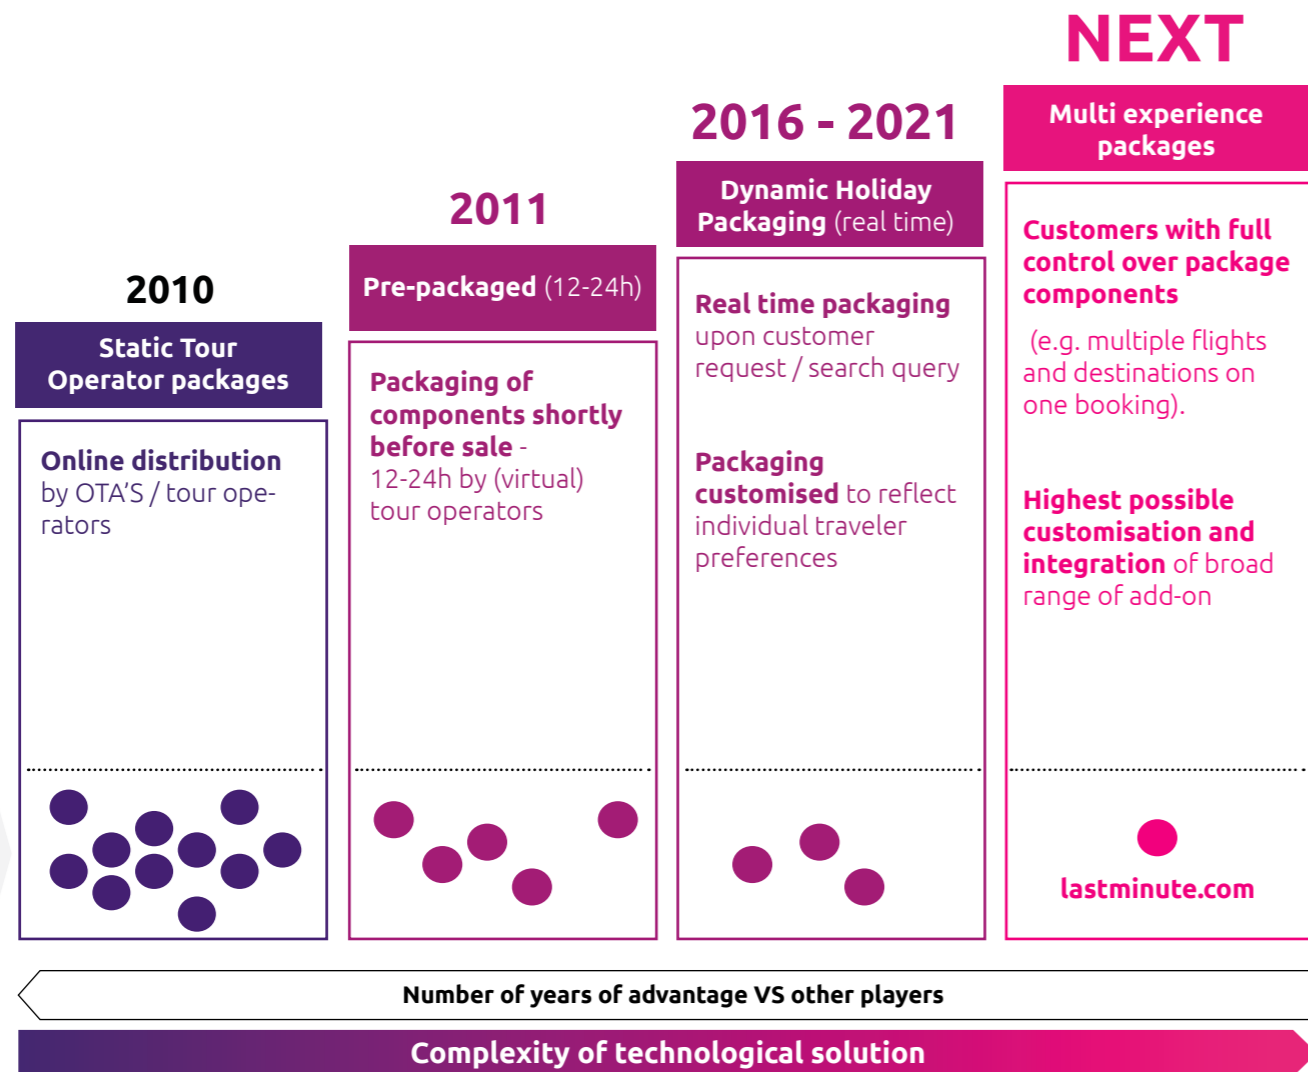 2010
Static Tour
Operator packages
Online distribution
by OTA'S / tour ope-
rators
2011
Pre-packaged (12-24h)
Packaging of
components shortly
before sale -
12-24h by (virtual)
tour operators
2016 - 2021
Dynamic Holiday
Packaging (real time)
Real time packaging
upon customer
request / search query
Packaging
customised to reflect
individual traveler
preferences
NEXT
Multi experience
packages
Customers with full
control over package
components
(e.g. multiple flights
and destinations on
one booking).
Highest possible
customisation and
integration of broad
range of add-on
lastminute.com
Number of years of advantage VS other players
Complexity of technological solution